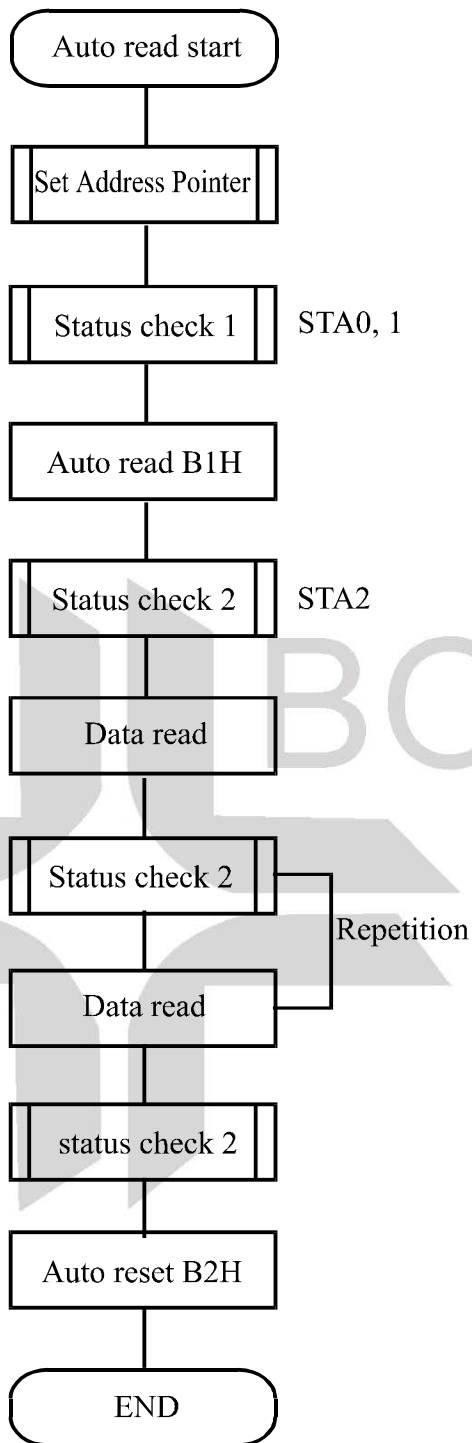 Auto read start
Set Address Pointer
Status check 1
STA0, 1
Auto read B1H
Status check 2
STA2
Data read
BO
Status check 2
Repetition
Data read
status check 2
Auto reset B2H
END